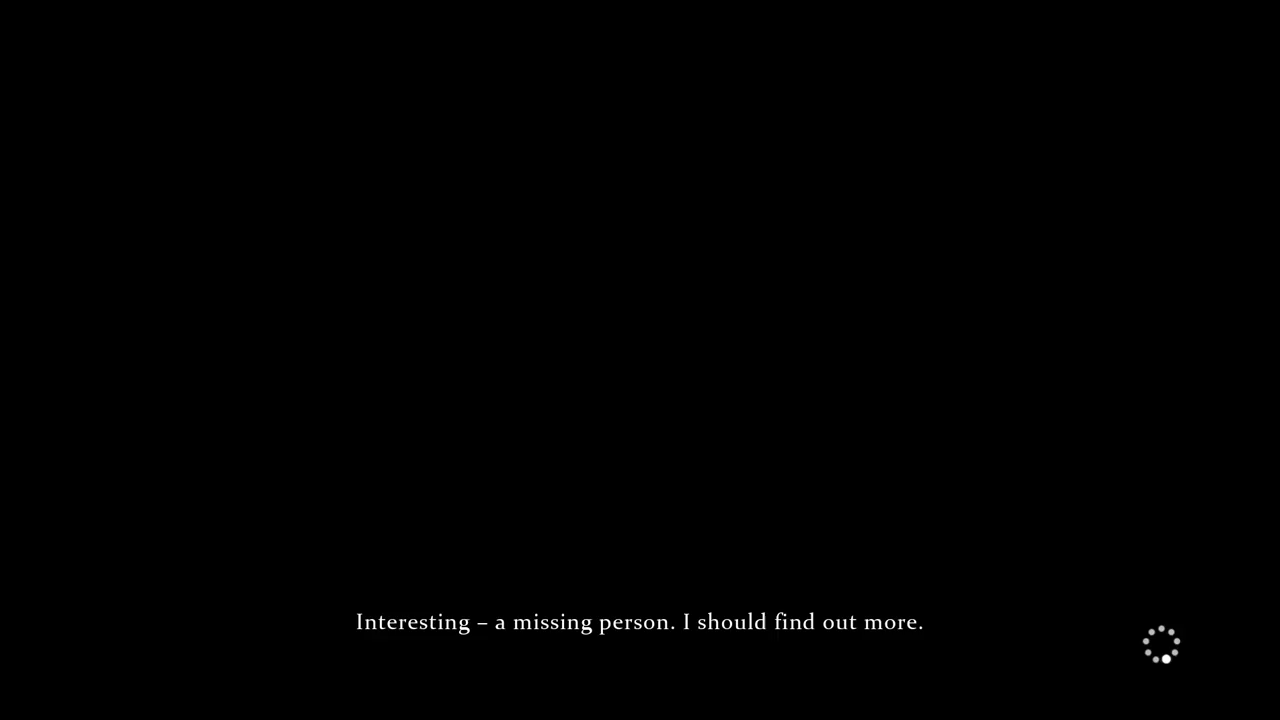 Interesting – a missing person. I should find out more.